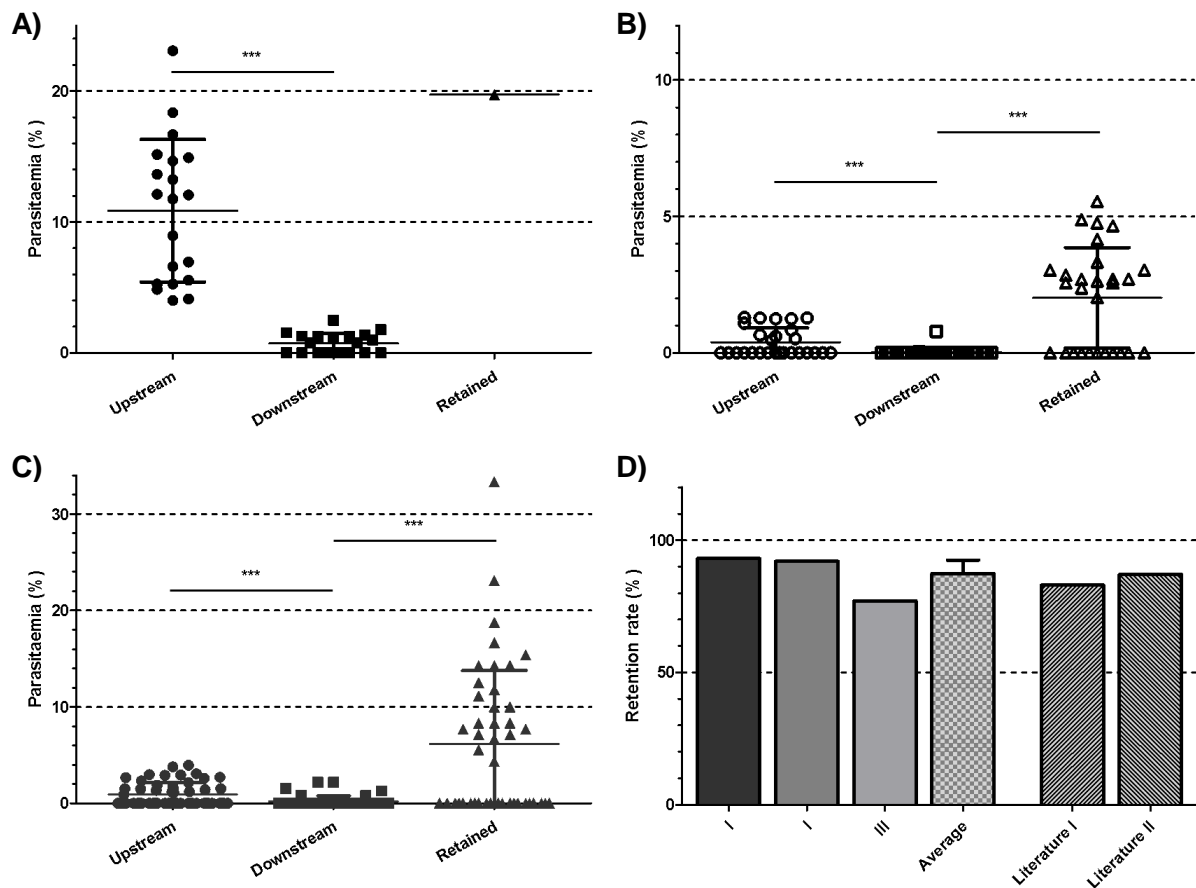 A)
Parasitaemia (%)
20
10
0
***
Upstream
Downstream
Retained
B)
Parasitaemia (%)
10
5
0
***
***
Upstream
Downstream
Retained
C)
Parasitaemia (%)
30
20
10
0
***
***
Upstream
Downstream
Retained
D)
Retention rate (%)
100
50
0
I
I
III
Average
Literature I
Literature II